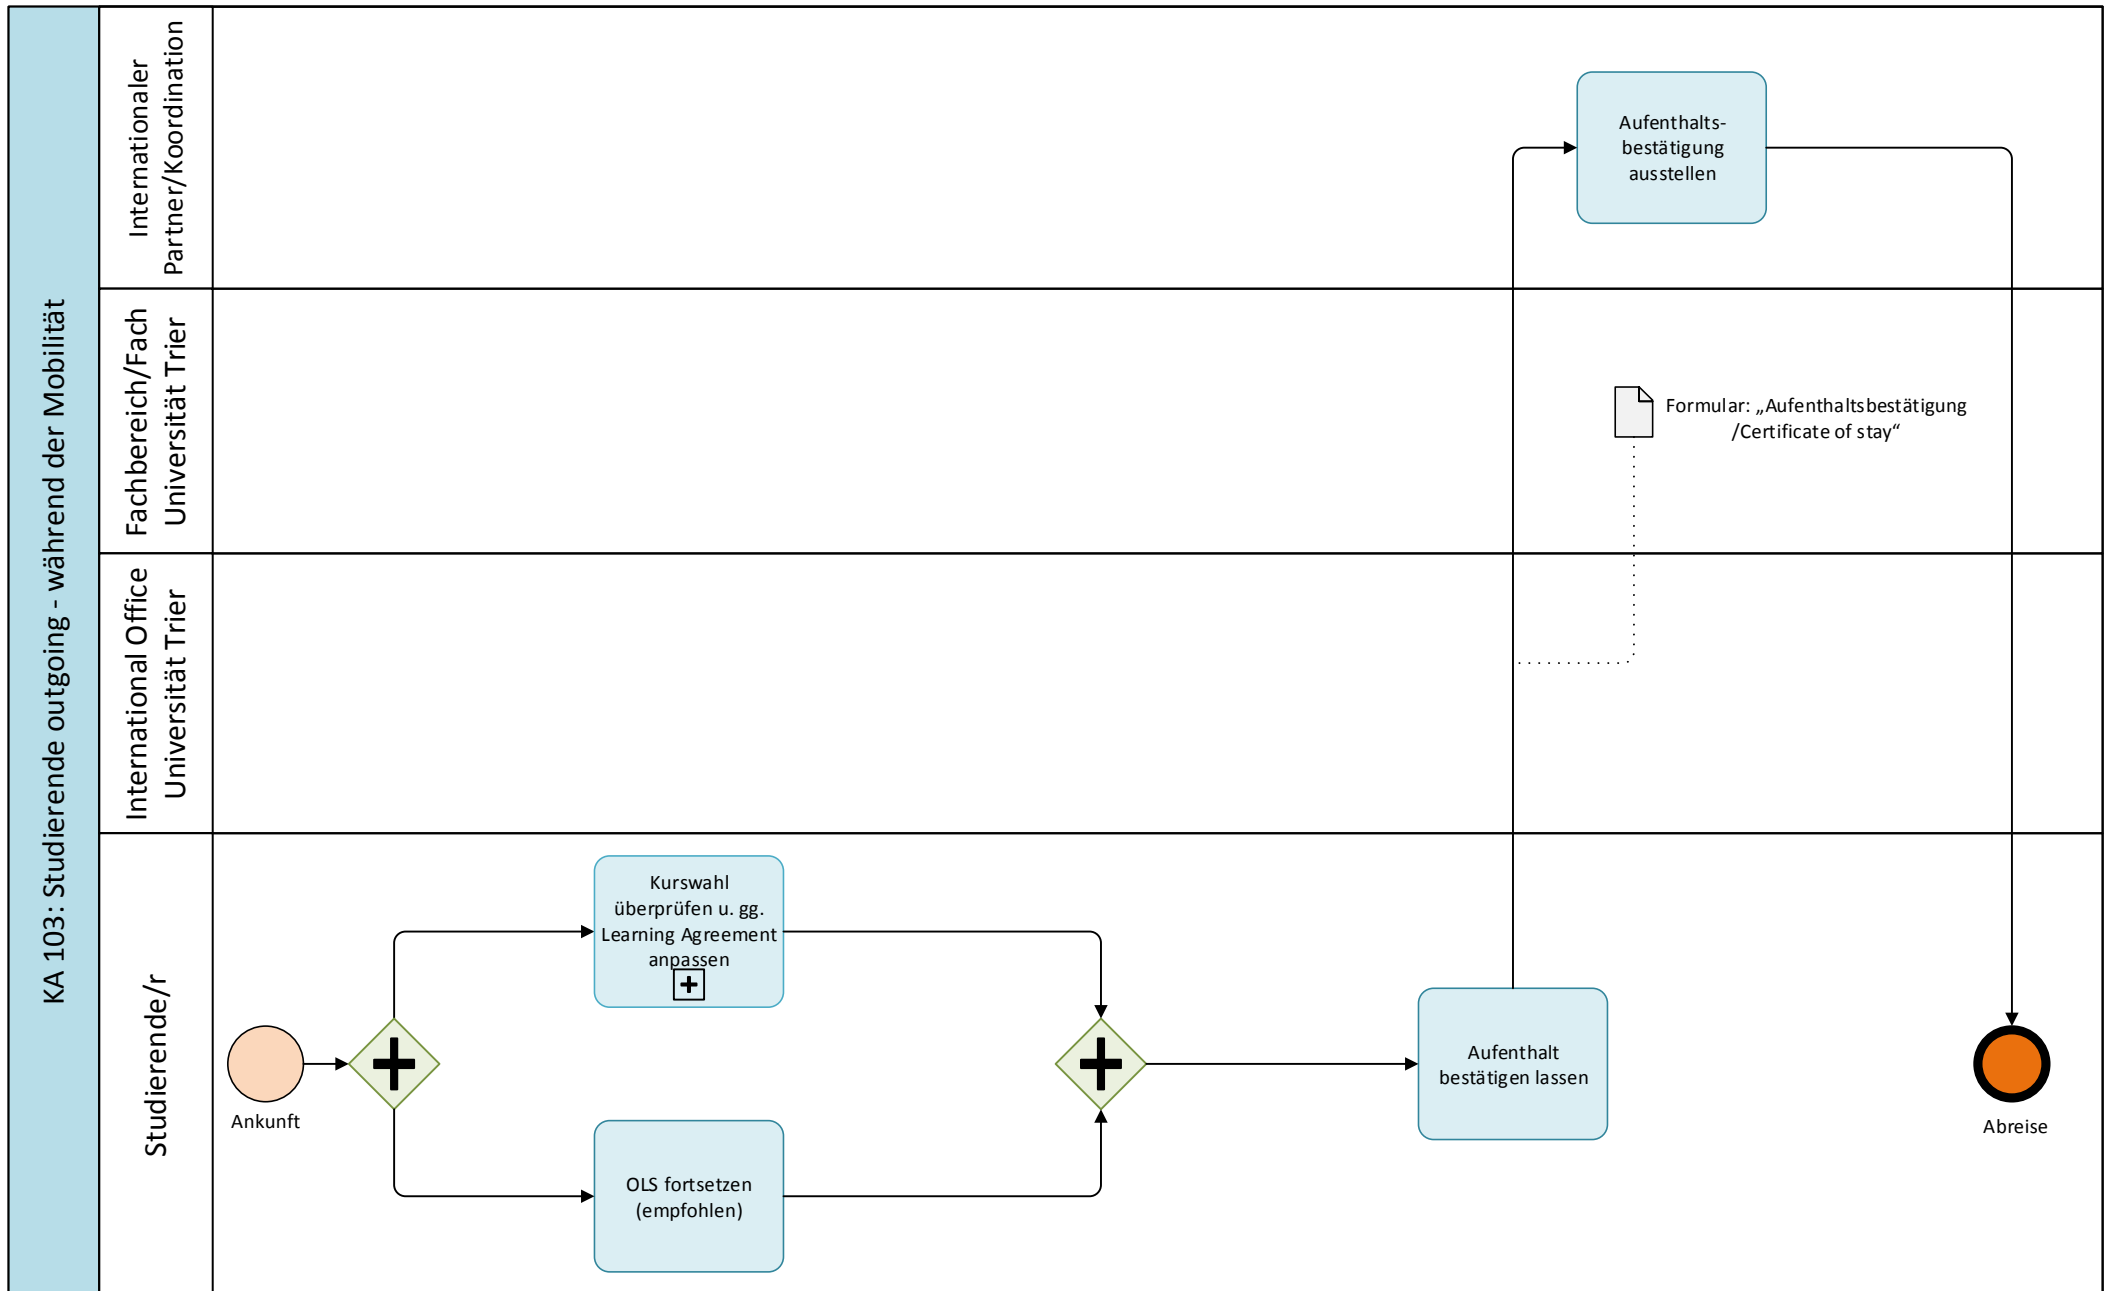 KA 103: Studierende outgoing - während der Mobilität
Internationaler
Partner/Koordination
Aufenthalts-
bestätigung
ausstellen
Fachbereich/Fach
Universität Trier
Formular: „Aufenthaltsbestätigung
/Certificate of stay“
International Office
Universität Trier
Studierende/r
Ankunft
Kurswahl
überprüfen u. gg.
Learning Agreement
anpassen
OLS fortsetzen
(empfohlen)
Aufenthalt
bestätigen lassen
Abreise